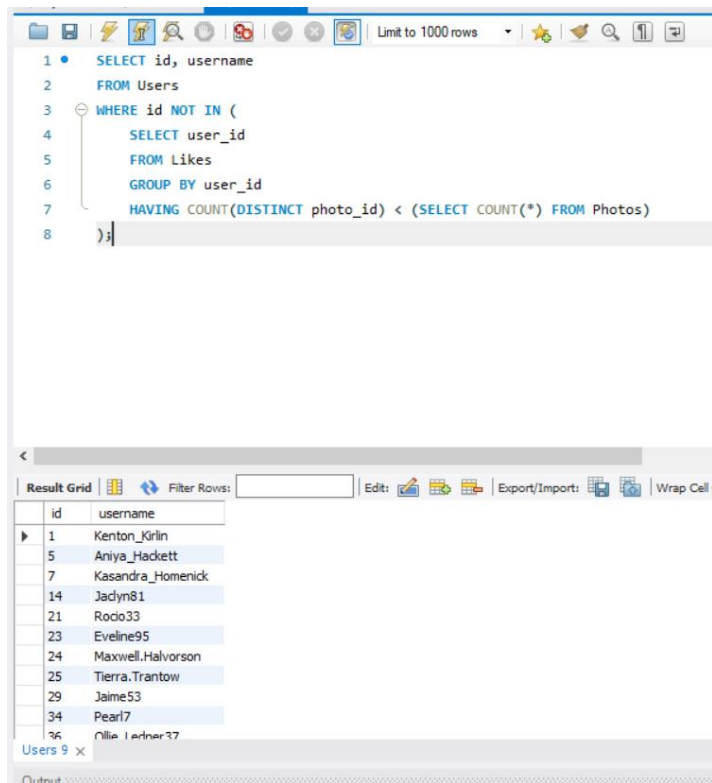 Limit to 1000 rows
1 SELECT id, username
2 FROM Users
3 WHERE id NOT IN (
4 SELECT user_id
5 FROM Likes
6 GROUP BY user_id
7 HAVING COUNT(DISTINCT photo_id) < (SELECT COUNT(*) FROM Photos)
8 );
Result Grid Filter Rows: Edit: Export/Import: Wrap Cell
id username
1 Kenton_Kirlin
5 Aniya_Hackett
7 Kasandra_Homenick
14 Jaclyn81
21 Rocio33
23 Eveline95
24 Maxwell.Halvorson
25 Tierra.Trantow
29 Jaime53
34 Pearl7
36 Ollie_Ledner37
Users 9
Output